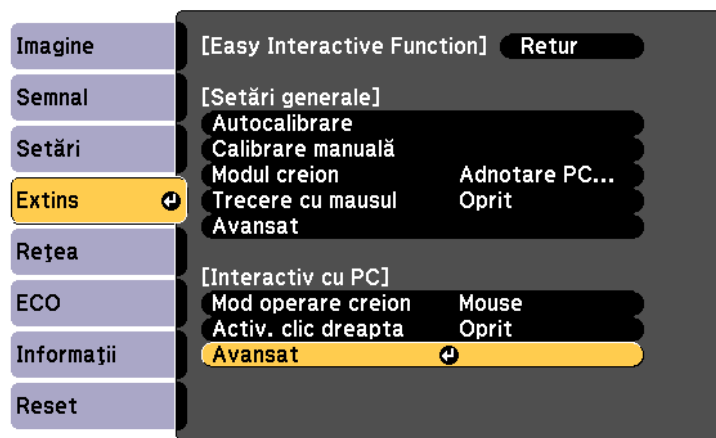 Imagine
Semnal
Setări
Extins
Reţea
ECO
Informaţii
Reset
[Easy Interactive Function] Retur
[Setări generale]
Autocalibrare
Calibrare manuală
Modul creion Adnotare PC...
Trecere cu mausul Oprit
Avansat
[Interactiv cu PC]
Mod operare creion Mouse
Activ. clic dreapta Oprit
Avansat